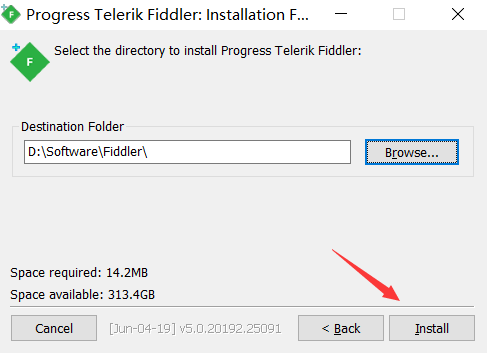 Progress Telerik Fiddler: Installation F...
F
Select the directory to install Progress Telerik Fiddler:
Destination Folder
D:\Software\Fiddler\
Browse...
Space required: 14.2MB
Space available: 313.4GB
Cancel
[Jun-04-19] v5.0.20192.25091
< Back
Install